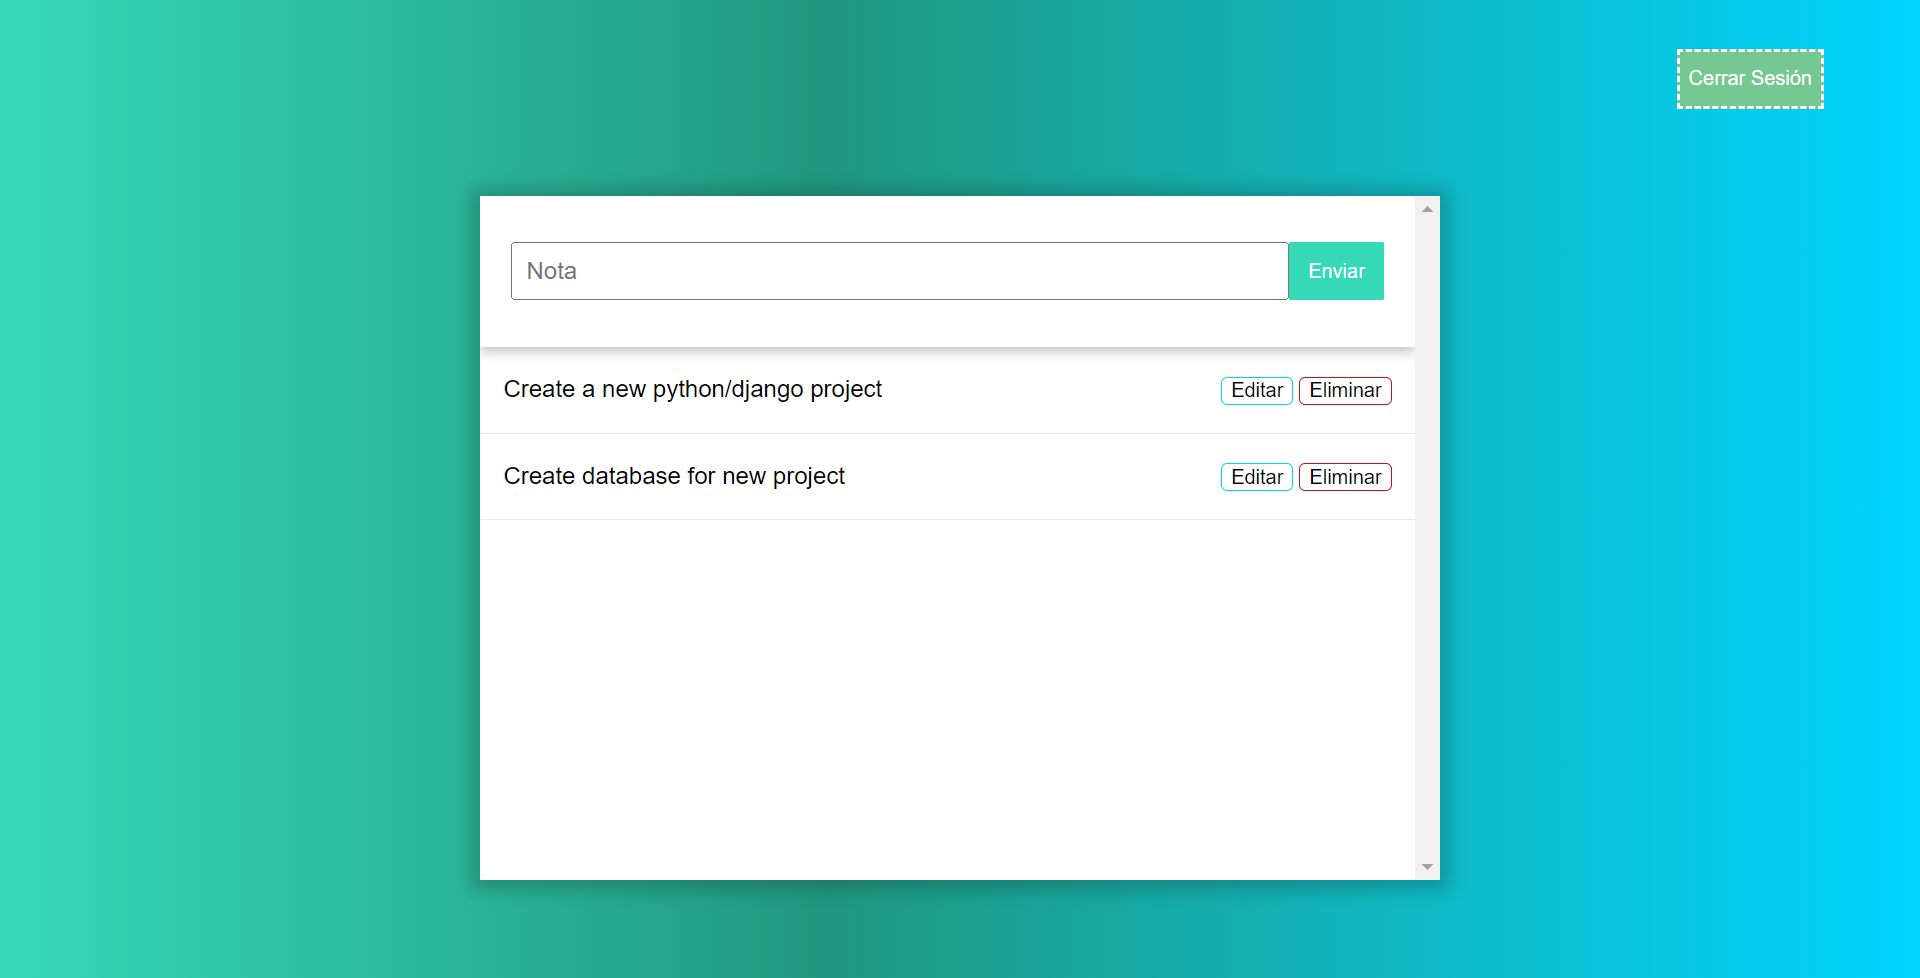 Cerrar Sesión
Nota
Enviar
Create a new python/django project Editar Eliminar
Create database for new project Editar Eliminar